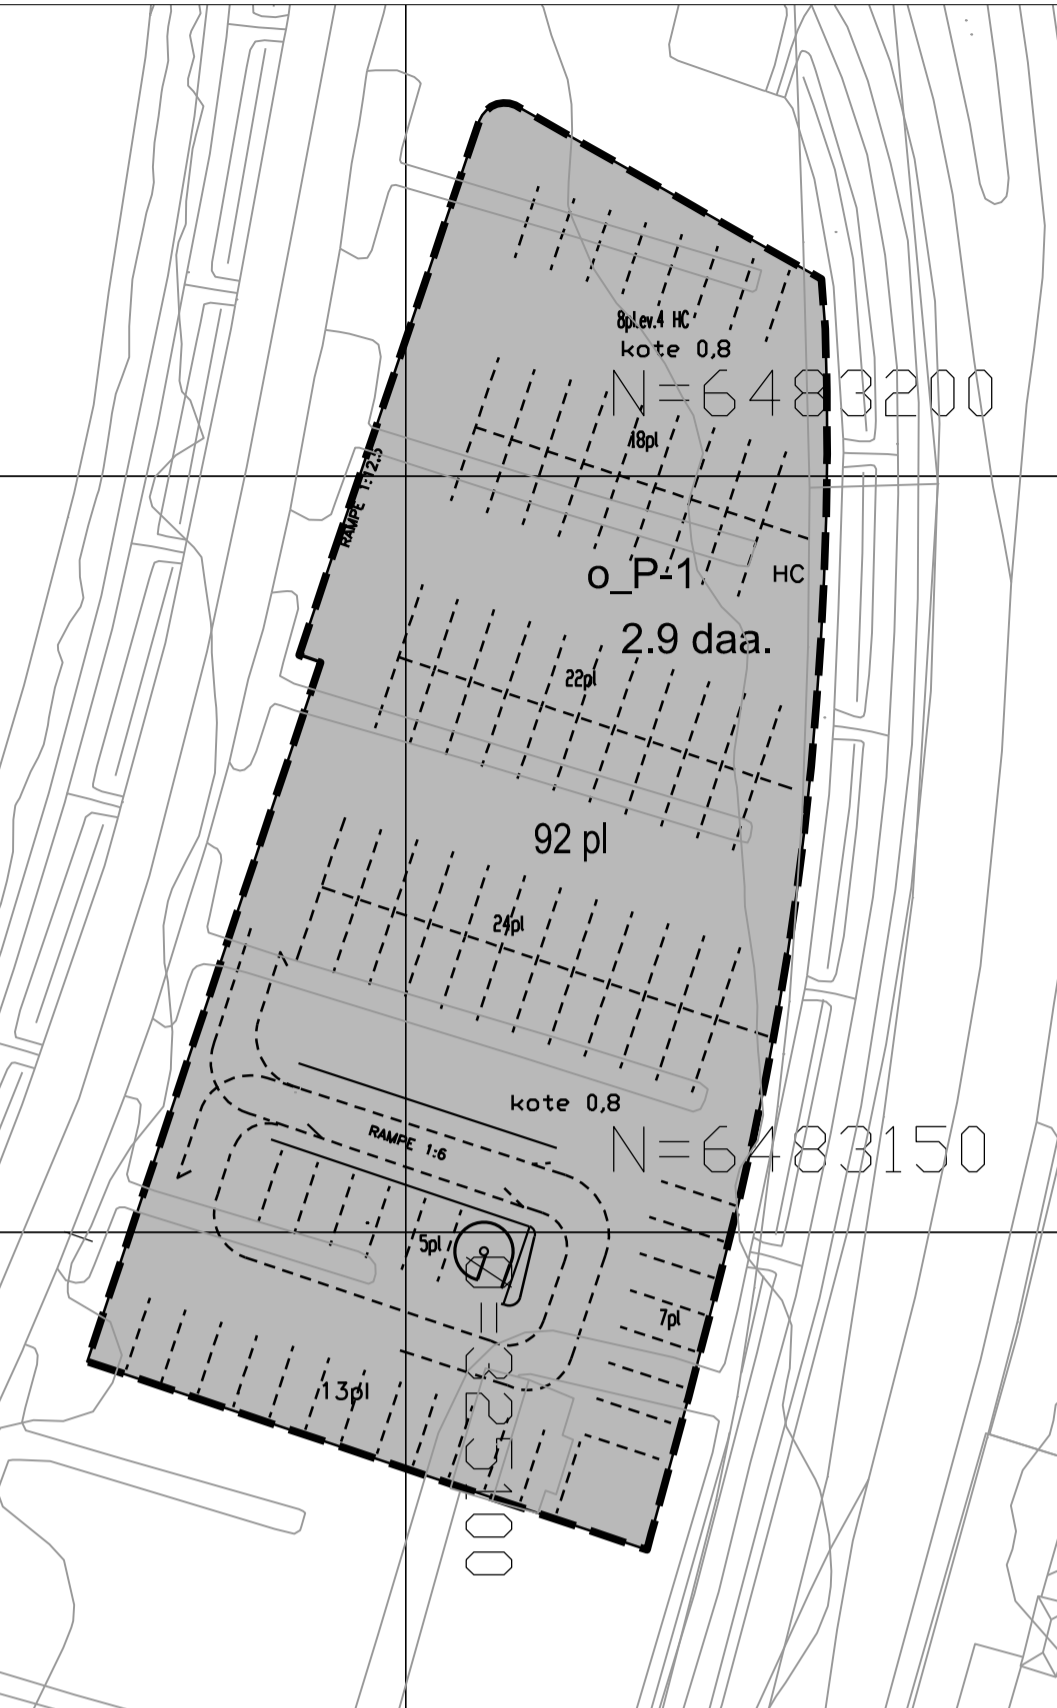 8pl.ev.4 HC
kote 0,8
N=6483200
18pl
RAMPE 1:12.5
o_P-1
HC
2.9 daa.
22pl
92 pl
24pl
kote 0,8
RAMPE 1:6
N=6483150
5pl
7pl
13pl